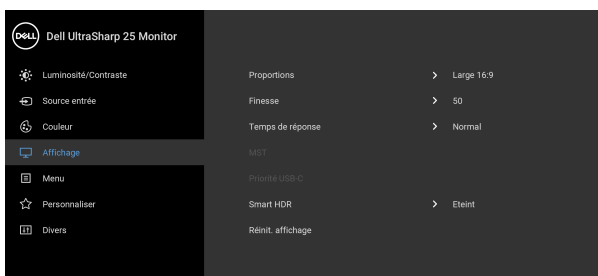 DELL Dell UltraSharp 25 Monitor
Luminosité/Contraste
Proportions Large 16:9
Source entrée
Finesse 50
Couleur
Temps de réponse Normal
Affichage
MST
Menu
Priorité USB-C
Personnaliser
Smart HDR Eteint
Divers
Réinit. affichage